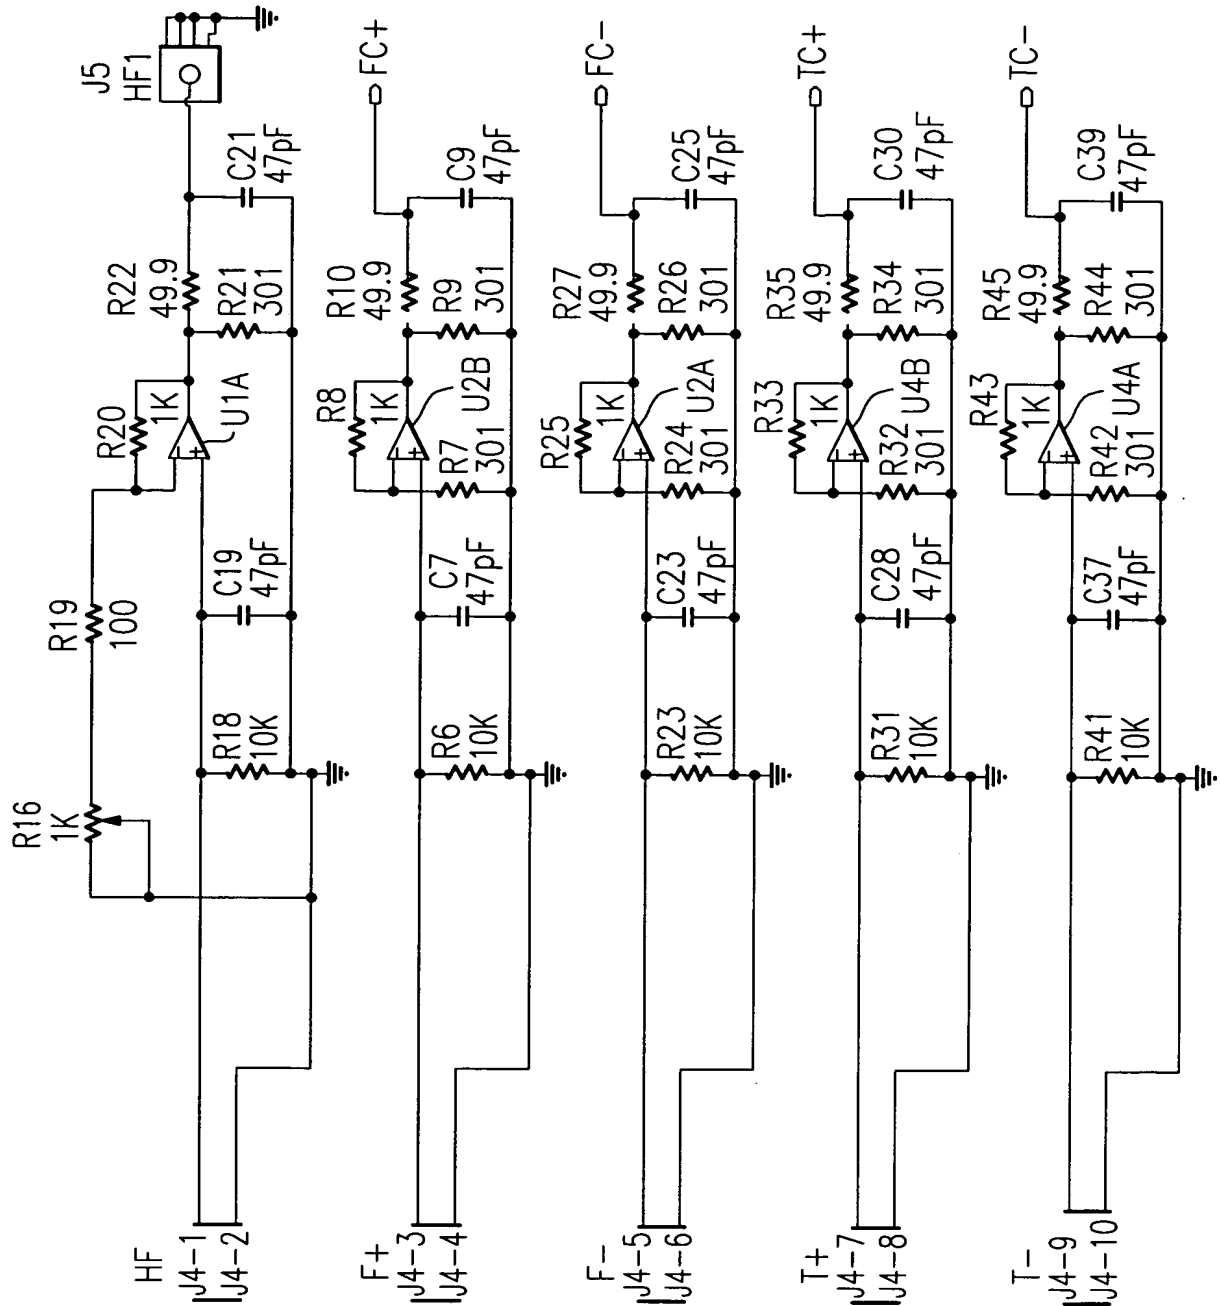 HF
J4-1
J4-2
R16
1K
R18
10K
R19
100
C19
47pF
R20
1K
U1A
R22
49.9
R21
301
C21
47pF
J5
HF1
F+
J4-3
J4-4
R6
10K
C7
47pF
R8
1K
U2B
R7
301
R10
49.9
R9
301
C9
47pF
FC+
F-
J4-5
J4-6
R23
10K
C23
47pF
R25
1K
U2A
R24
301
R27
49.9
R26
301
C25
47pF
FC-
T+
J4-7
J4-8
R31
10K
C28
47pF
R33
1K
U4B
R32
301
R35
49.9
R34
301
C30
47pF
TC+
T-
J4-9
J4-10
R41
10K
C37
47pF
R43
1K
U4A
R42
301
R45
49.9
R44
301
C39
47pF
TC-